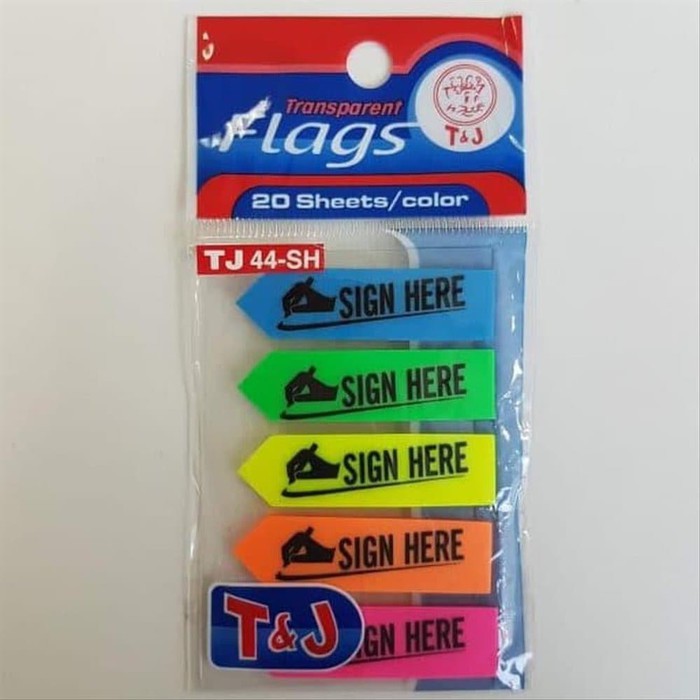 Transparent
Flags
T&J
20 Sheets/color
TJ 44-SH
SIGN HERE
SIGN HERE
SIGN HERE
SIGN HERE
T&J
GN HERE